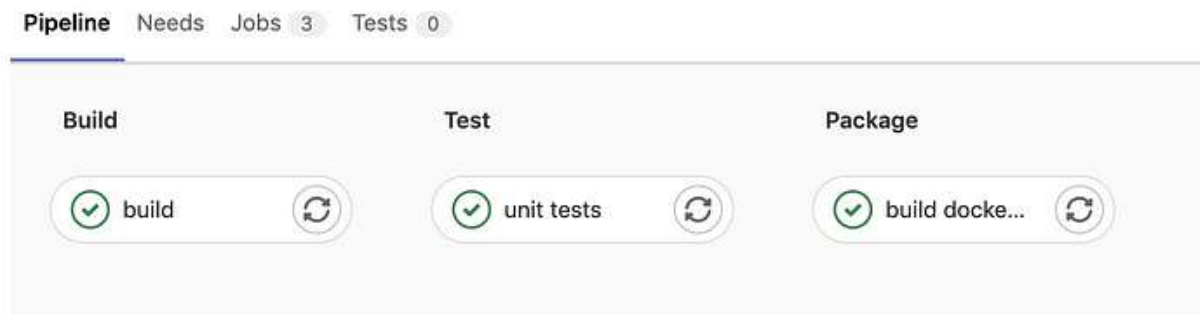 Pipeline Needs Jobs 3 Tests 0
Build Test Package
build unit tests build docke...